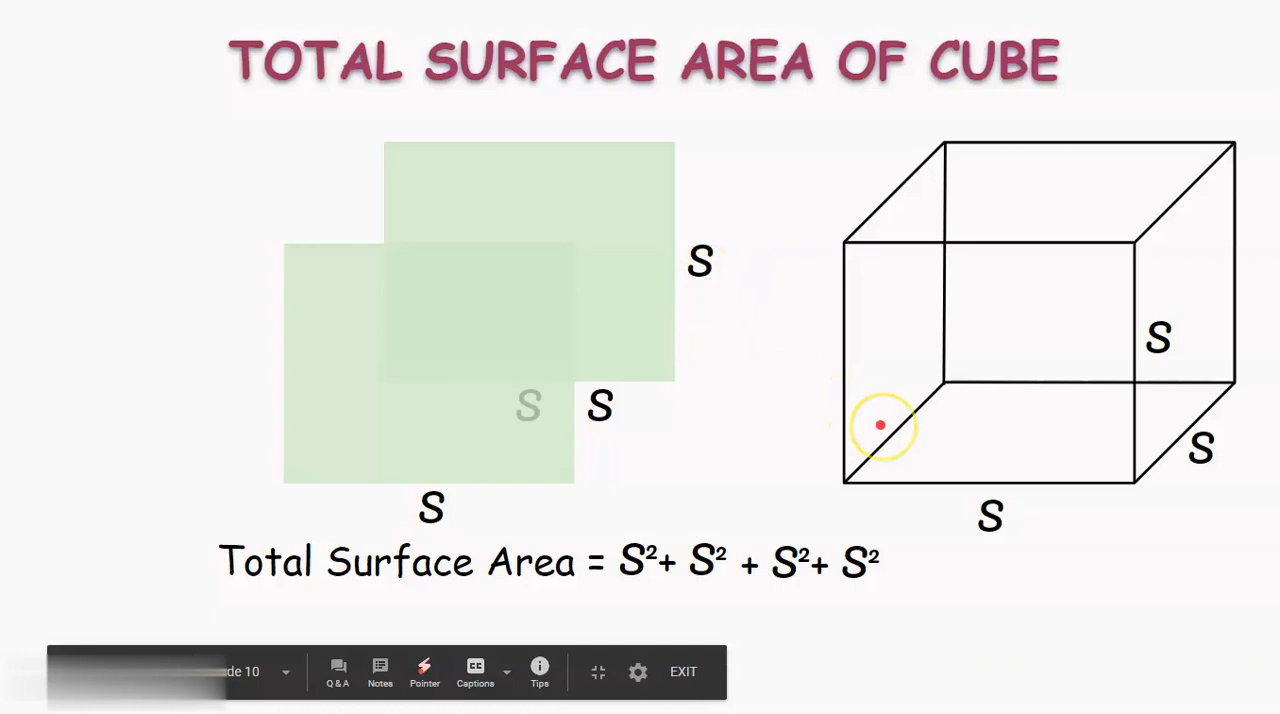 TOTAL SURFACE AREA OF CUBE
S
S
S S
S
S
S
Total Surface Area = S²+ S² + S²+ S²
de 10
Q & A Notes Pointer Captions Tips EXIT